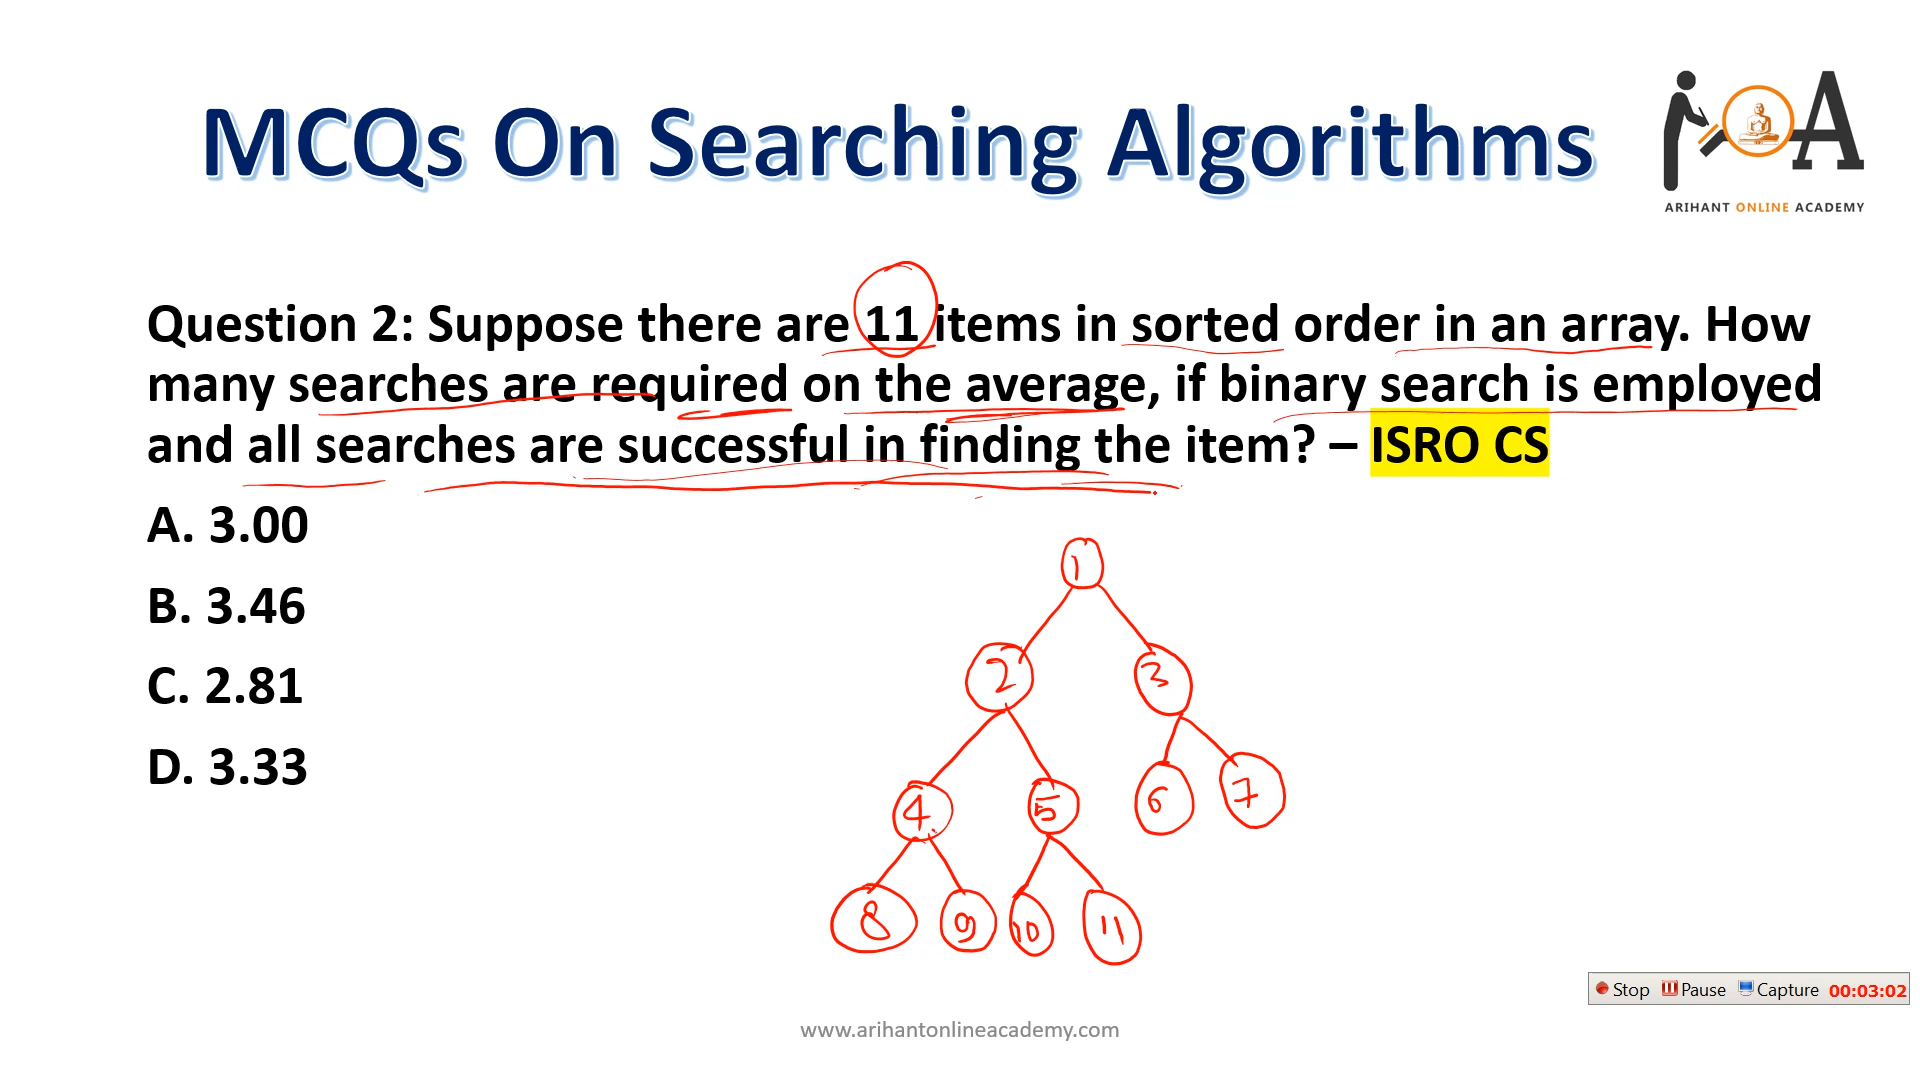 MCQs On Searching Algorithms
ARIHANT ONLINE ACADEMY
Question 2: Suppose there are 11 items in sorted order in an array. How
many searches are required on the average, if binary search is employed
and all searches are successful in finding the item? – ISRO CS
A. 3.00
B. 3.46
C. 2.81
D. 3.33
1
2 3
4 5 6 7
8 9 10 11
Stop Pause Capture 00:03:02
www.arihantonlineacademy.com